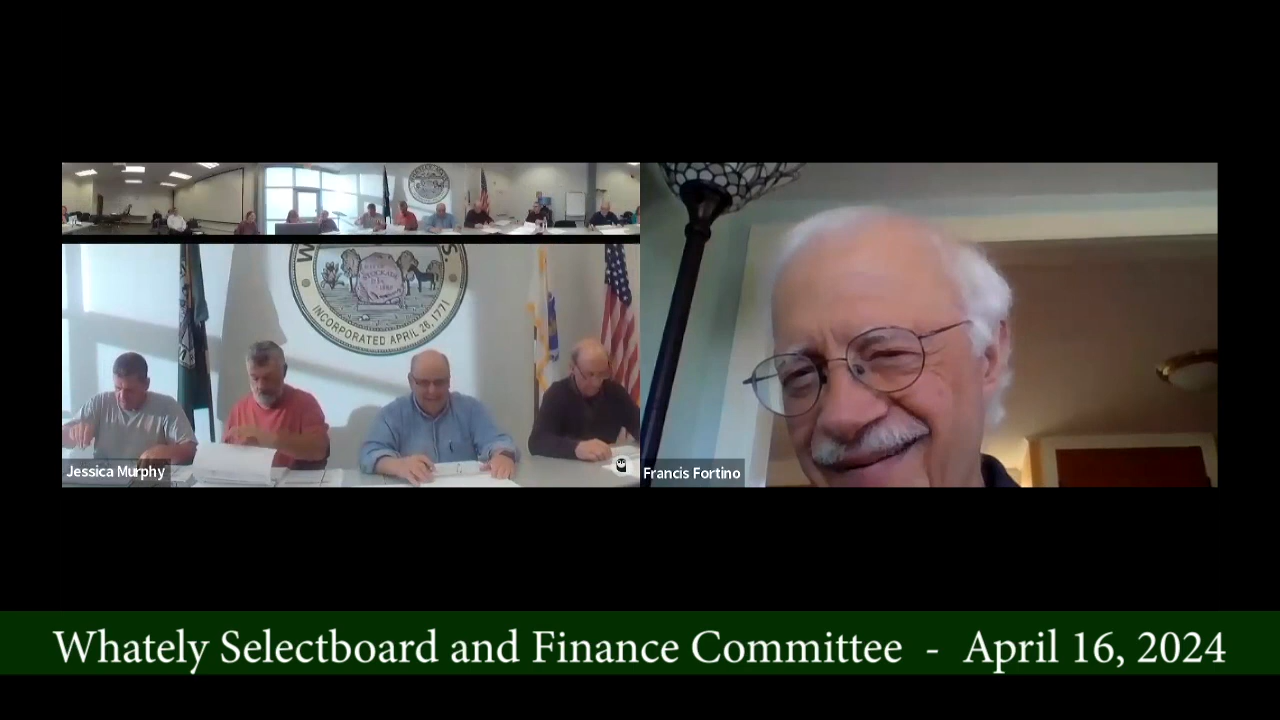 W
S.
INCORPORATED APRIL 26, 1771
Jessica Murphy
Francis Fortino
Whately Selectboard and Finance Committee - April 16, 2024